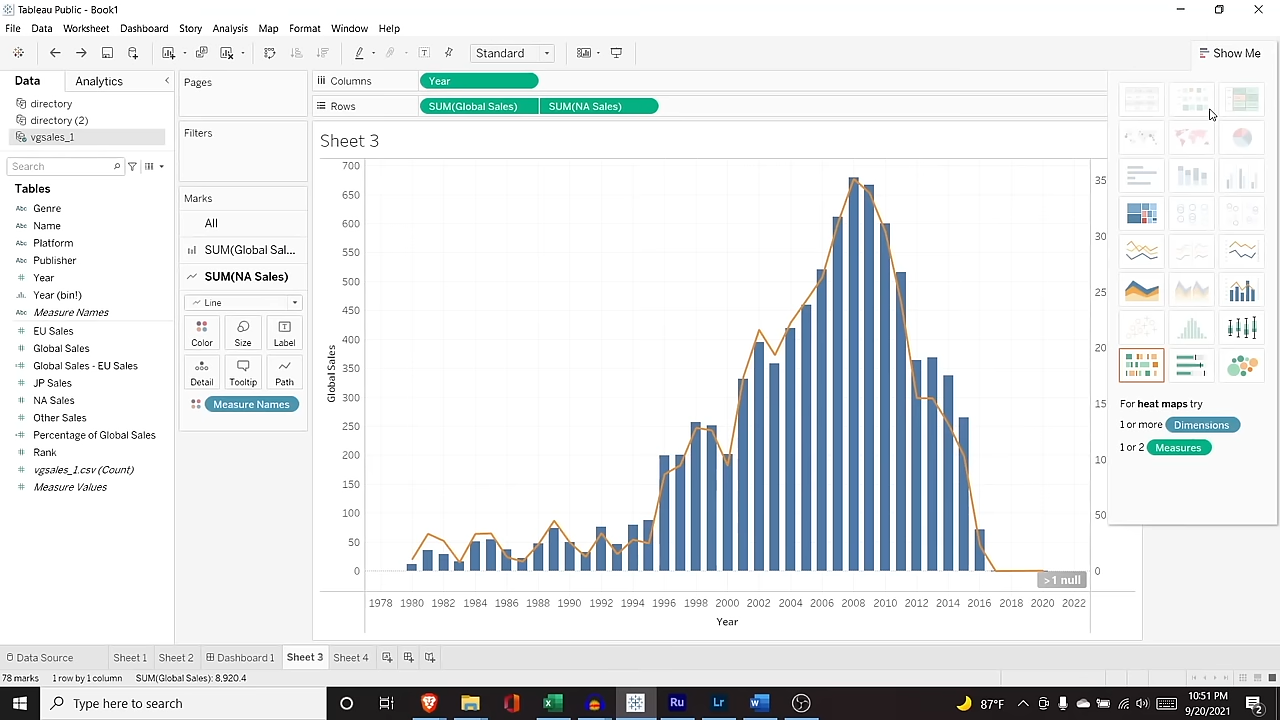 Tableau Public - Book1
File Data Worksheet Dashboard Story Analysis Map Format Window Help
Standard
Show Me
Data Analytics
directory
directory (2)
vgsales_1
Search
Tables
Abc Genre
Abc Name
Abc Platform
Abc Publisher
Year
Year (bin!)
Abc Measure Names
EU Sales
Global Sales
Global Sales - EU Sales
JP Sales
NA Sales
Other Sales
Percentage of Global Sales
Rank
vgsales_1.csv (Count)
Measure Values
Pages
Filters
Marks
All
SUM(Global Sal...
SUM(NA Sales)
Line
Color Size Label
Detail Tooltip Path
Measure Names
Columns Year
Rows SUM(Global Sales) SUM(NA Sales)
Sheet 3
700
650
600
550
500
450
400
350
300
250
200
150
100
50
0
Global Sales
35
30
25
20
15
10
50
0
>1 null
1978 1980 1982 1984 1986 1988 1990 1992 1994 1996 1998 2000 2002 2004 2006 2008 2010 2012 2014 2016 2018 2020 2022
Year
For heat maps try
1 or more Dimensions
1 or 2 Measures
Data Source Sheet 1 Sheet 2 Dashboard 1 Sheet 3 Sheet 4
78 marks 1 row by 1 column SUM(Global Sales): 8,920.4
Type here to search
87°F
10:51 PM
9/20/2021